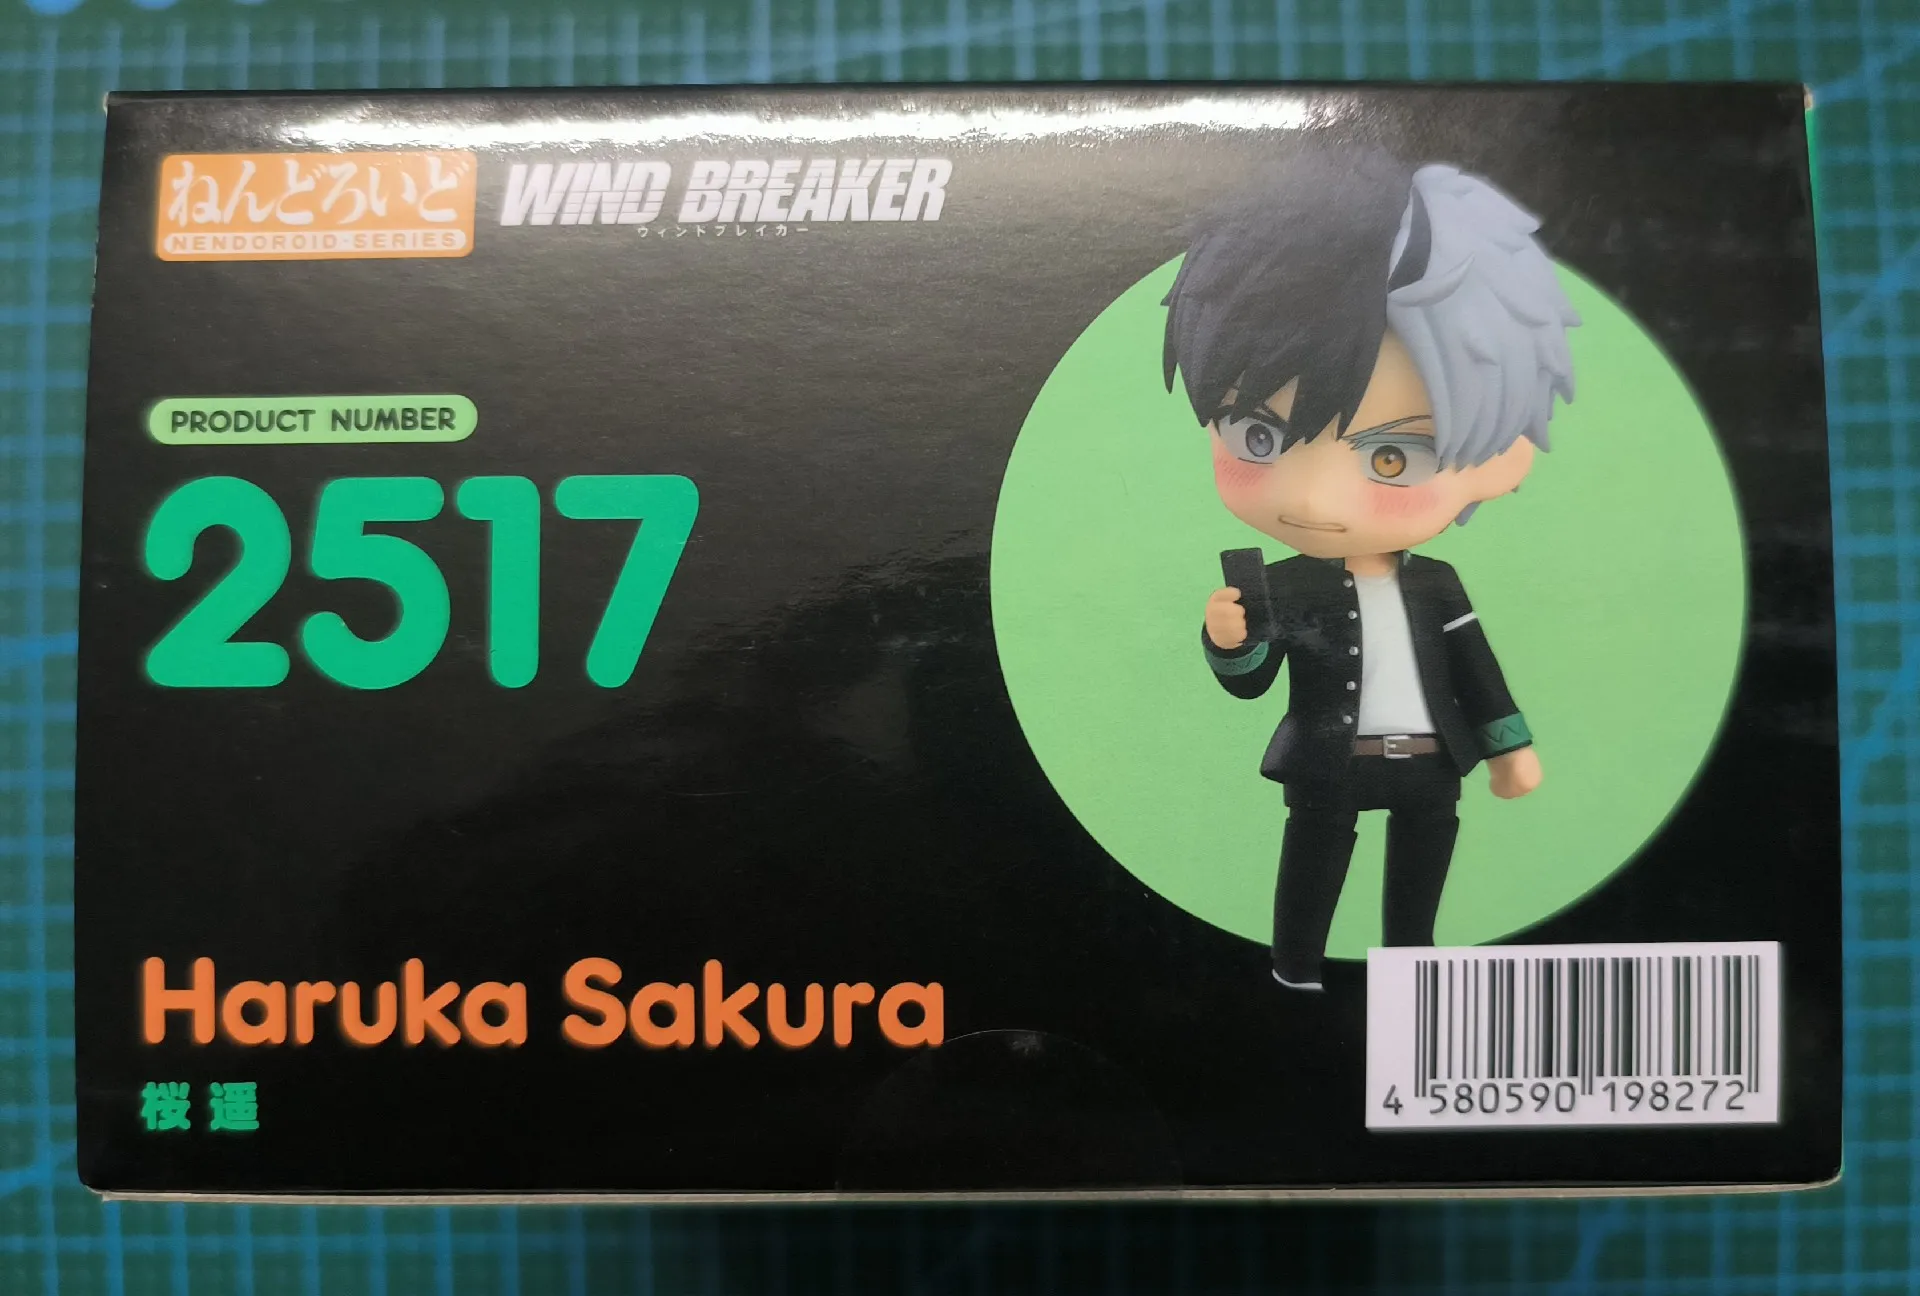 ねんどろいど
NENDOROID SERIES
WIND BREAKER
ウィンドブレイカー
PRODUCT NUMBER
2517
Haruka Sakura
桜 遥
4 580590 198272